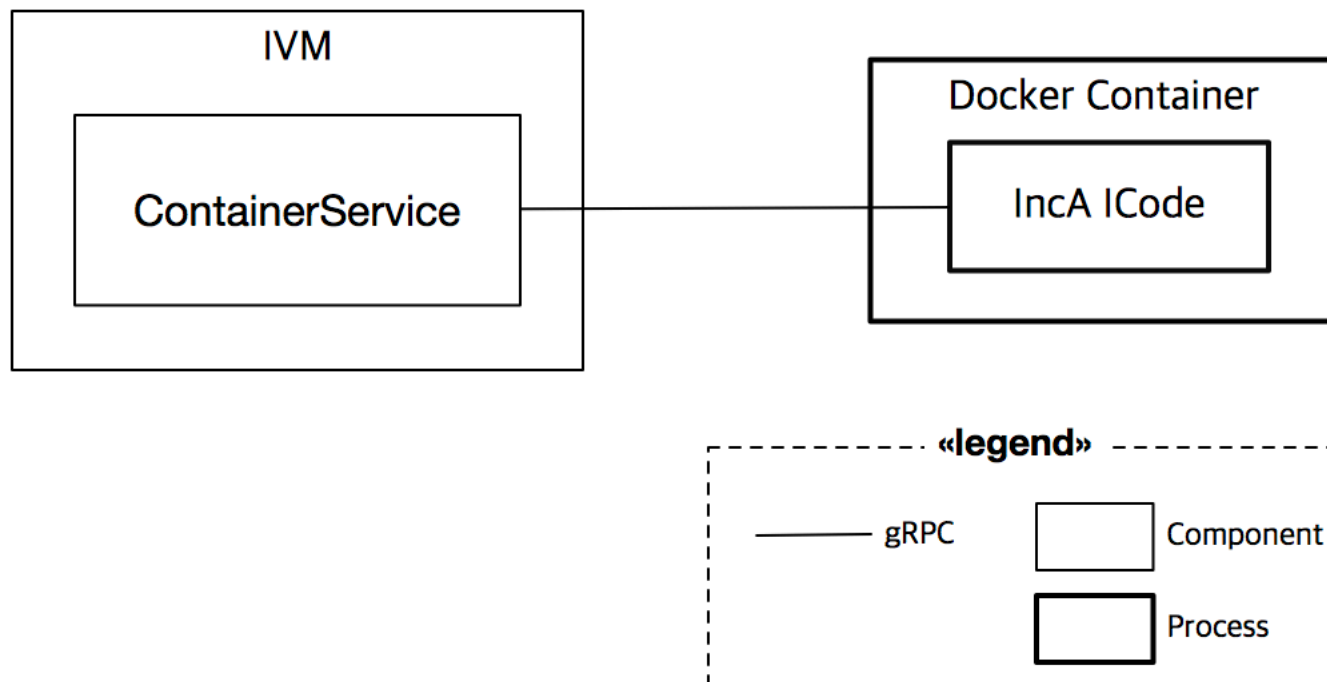 IVM
Docker Container
ContainerService
IncA ICode
«legend»
gRPC
Component
Process